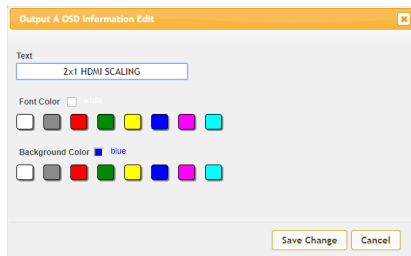 Output A OSD Information Edit
Text
2x1 HDMI SCALING
Font Color white
Background Color blue
Save Change Cancel